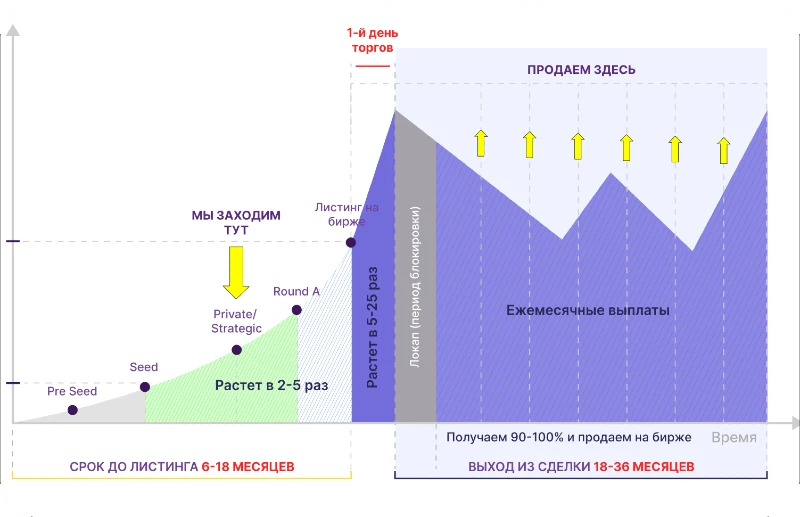 1-й день
торгов
ПРОДАЕМ ЗДЕСЬ
МЫ ЗАХОДИМ
ТУТ
Листинг на
бирже
Round A
Private/
Strategic
Seed
Pre Seed
Растет в 2-5 раз
Растет в 5-25 раз
Локап (период блокировки)
Ежемесячные выплаты
Получаем 90-100% и продаем на бирже
Время
СРОК ДО ЛИСТИНГА 6-18 МЕСЯЦЕВ
ВЫХОД ИЗ СДЕЛКИ 18-36 МЕСЯЦЕВ